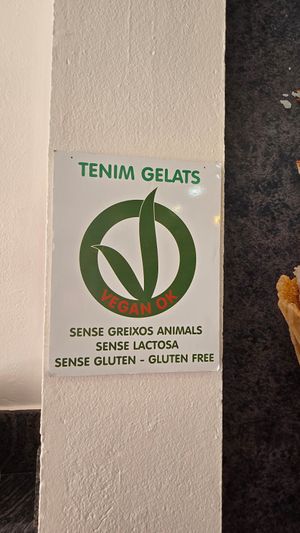 TENIM GELATS
VEGAN OK
SENSE GREIXOS ANIMALS
SENSE LACTOSA
SENSE GLUTEN - GLUTEN FREE